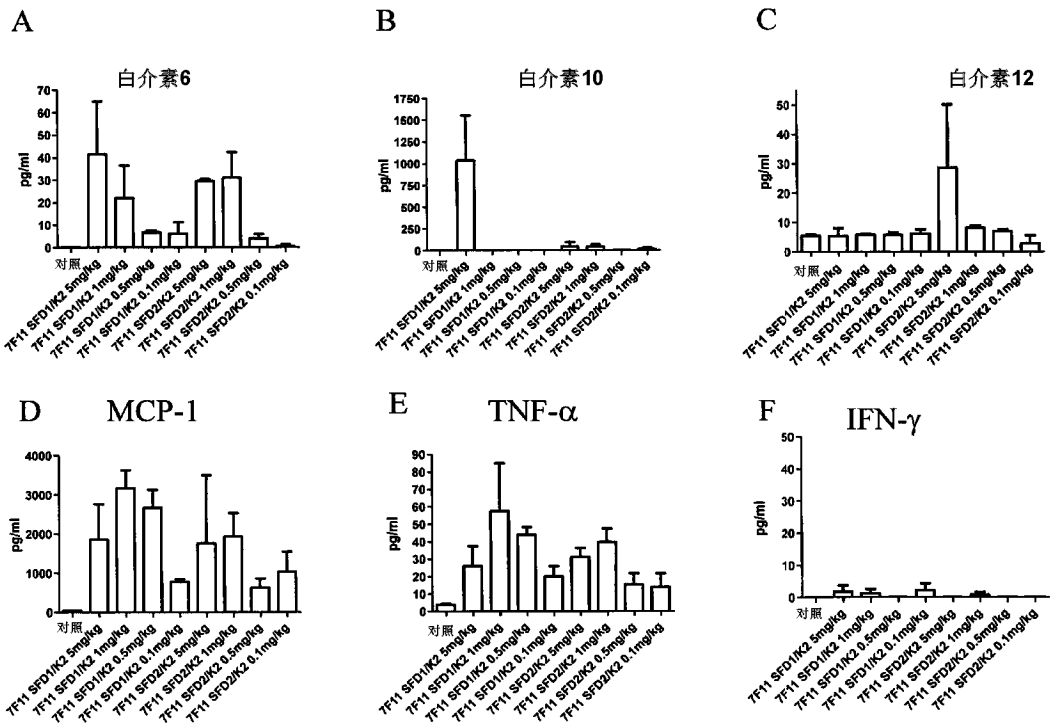 A
白介素6
pg/ml
70
60
50
40
30
20
10
0
对照
7F11 SFD1/K2 5mg/kg
7F11 SFD1/K2 1mg/kg
7F11 SFD1/K2 0.5mg/kg
7F11 SFD1/K2 0.1mg/kg
7F11 SFD2/K2 5mg/kg
7F11 SFD2/K2 1mg/kg
7F11 SFD2/K2 0.5mg/kg
7F11 SFD2/K2 0.1mg/kg
B
白介素10
pg/ml
1750
1500
1250
1000
750
500
250
0
对照
7F11 SFD1/K2 5mg/kg
7F11 SFD1/K2 1mg/kg
7F11 SFD1/K2 0.5mg/kg
7F11 SFD1/K2 0.1mg/kg
7F11 SFD2/K2 5mg/kg
7F11 SFD2/K2 1mg/kg
7F11 SFD2/K2 0.5mg/kg
7F11 SFD2/K2 0.1mg/kg
C
白介素12
pg/ml
50
40
30
20
10
0
对照
7F11 SFD1/K2 5mg/kg
7F11 SFD1/K2 1mg/kg
7F11 SFD1/K2 0.5mg/kg
7F11 SFD1/K2 0.1mg/kg
7F11 SFD2/K2 5mg/kg
7F11 SFD2/K2 1mg/kg
7F11 SFD2/K2 0.5mg/kg
7F11 SFD2/K2 0.1mg/kg
D
MCP-1
pg/ml
4000
3000
2000
1000
0
对照
7F11 SFD1/K2 5mg/kg
7F11 SFD1/K2 1mg/kg
7F11 SFD1/K2 0.5mg/kg
7F11 SFD1/K2 0.1mg/kg
7F11 SFD2/K2 5mg/kg
7F11 SFD2/K2 1mg/kg
7F11 SFD2/K2 0.5mg/kg
7F11 SFD2/K2 0.1mg/kg
E
TNF-α
pg/ml
90
80
70
60
50
40
30
20
10
0
对照
7F11 SFD1/K2 5mg/kg
7F11 SFD1/K2 1mg/kg
7F11 SFD1/K2 0.5mg/kg
7F11 SFD1/K2 0.1mg/kg
7F11 SFD2/K2 5mg/kg
7F11 SFD2/K2 1mg/kg
7F11 SFD2/K2 0.5mg/kg
7F11 SFD2/K2 0.1mg/kg
F
IFN-γ
pg/ml
50
40
30
20
10
0
对照
7F11 SFD1/K2 5mg/kg
7F11 SFD1/K2 1mg/kg
7F11 SFD1/K2 0.5mg/kg
7F11 SFD1/K2 0.1mg/kg
7F11 SFD2/K2 5mg/kg
7F11 SFD2/K2 1mg/kg
7F11 SFD2/K2 0.5mg/kg
7F11 SFD2/K2 0.1mg/kg